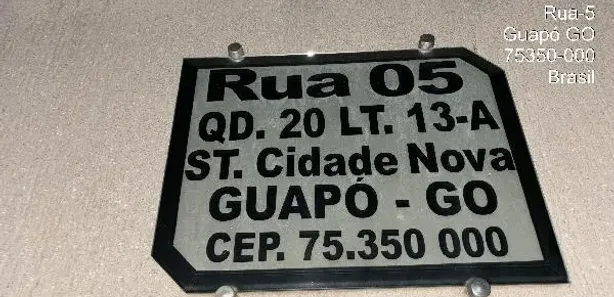 Rua-5
Guapó GO
75350-000
Brasil
Rua 05
QD. 20 LT. 13-A
ST. Cidade Nova
GUAPÓ - GO
CEP. 75.350 000